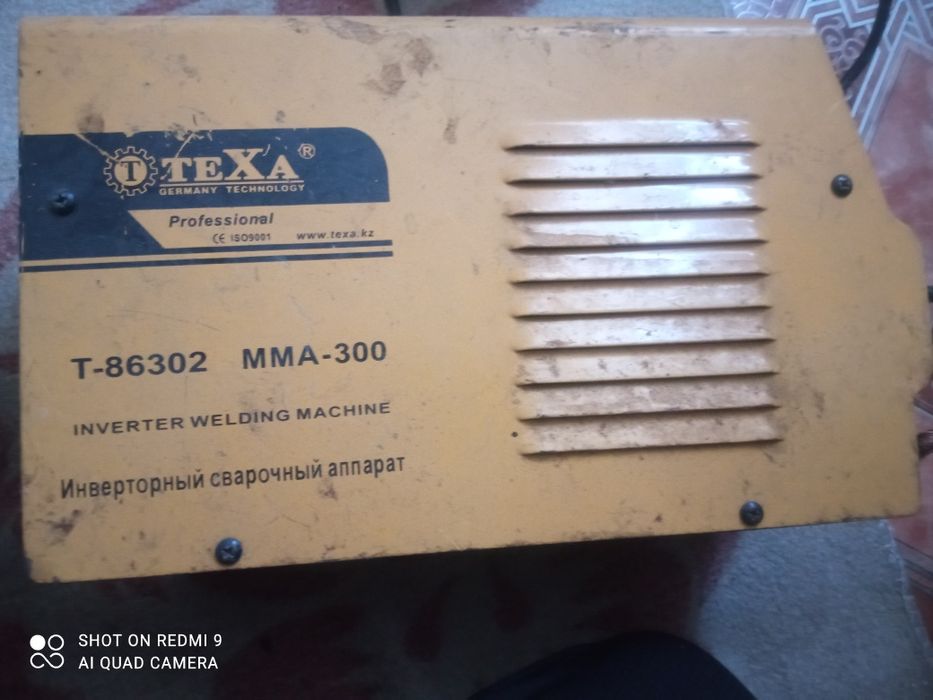 T TEXA ®
GERMANY TECHNOLOGY
Professional
CE ISO9001 www.texa.kz
T-86302 MMA-300
INVERTER WELDING MACHINE
Инверторный сварочный аппарат
SHOT ON REDMI 9
AI QUAD CAMERA